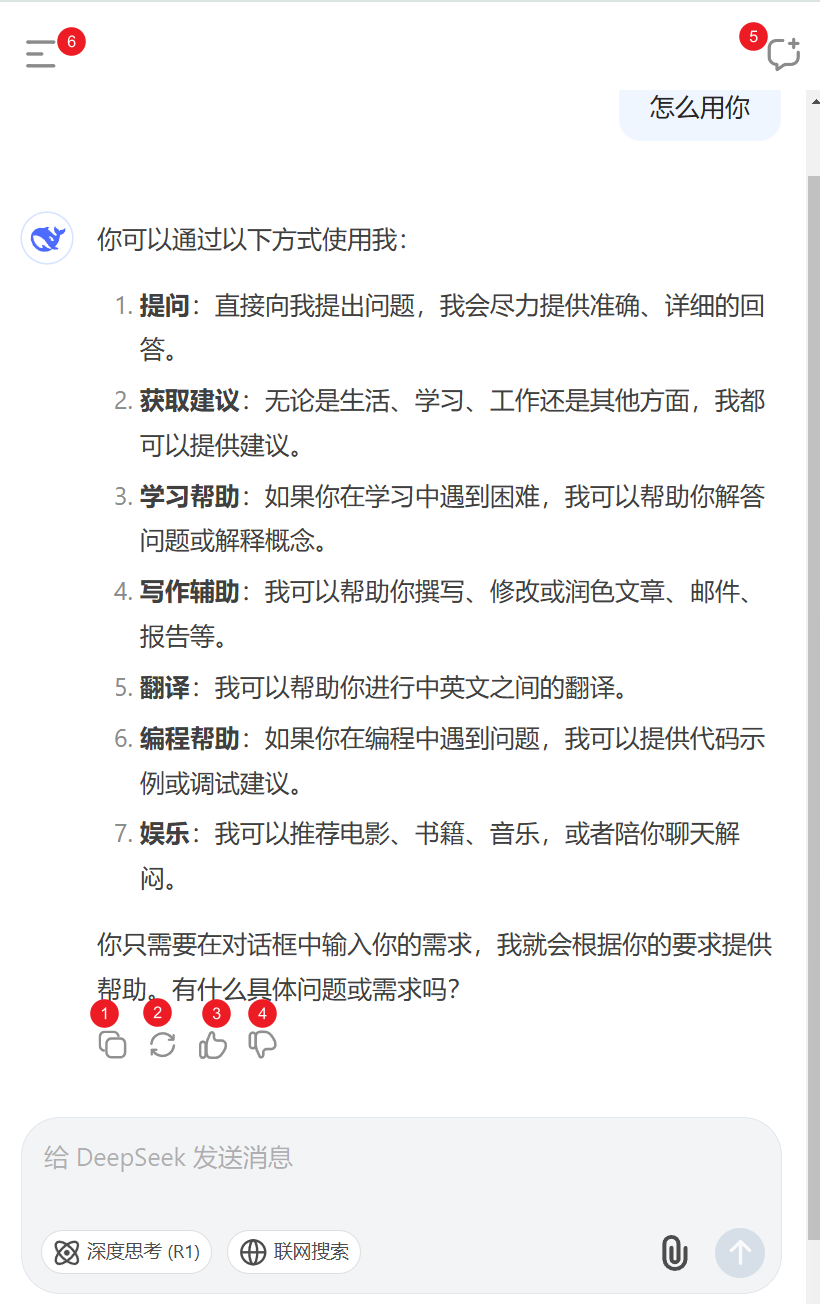 6
5
怎么用你
你可以通过以下方式使用我：
1. 提问：直接向我提出问题，我会尽力提供准确、详细的回
答。
2. 获取建议：无论是生活、学习、工作还是其他方面，我都
可以提供建议。
3. 学习帮助：如果你在学习中遇到困难，我可以帮助你解答
问题或解释概念。
4. 写作辅助：我可以帮助你撰写、修改或润色文章、邮件、
报告等。
5. 翻译：我可以帮助你进行中英文之间的翻译。
6. 编程帮助：如果你在编程中遇到问题，我可以提供代码示
例或调试建议。
7. 娱乐：我可以推荐电影、书籍、音乐，或者陪你聊天解
闷。
你只需要在对话框中输入你的需求，我就会根据你的要求提供
帮助。有什么具体问题或需求吗？
1 2 3 4
给 DeepSeek 发送消息
深度思考 (R1) 联网搜索